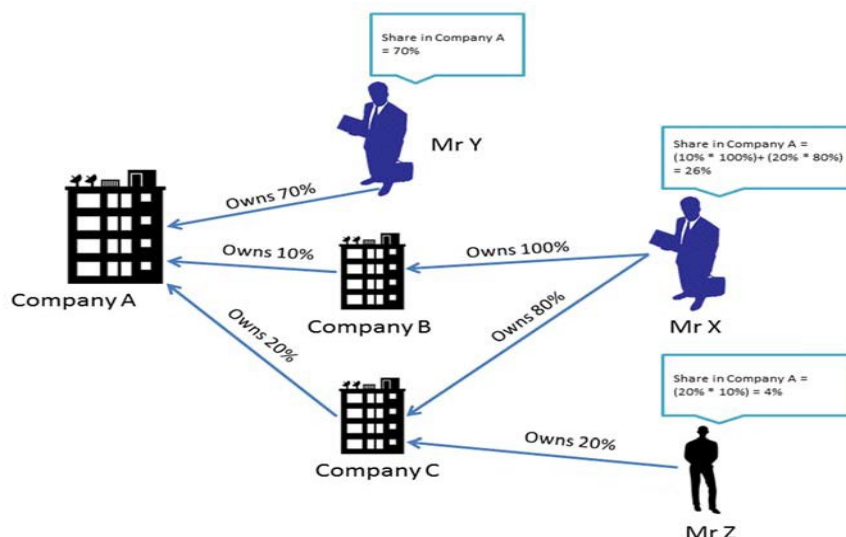 Share in Company A
= 70%
Mr Y
Share in Company A =
(10% * 100%)+ (20% * 80%)
= 26%
Owns 70%
Owns 10%
Owns 100%
Company A
Company B
Mr X
Owns 20%
Owns 80%
Share in Company A =
(20% * 10%) = 4%
Company C
Owns 20%
Mr Z